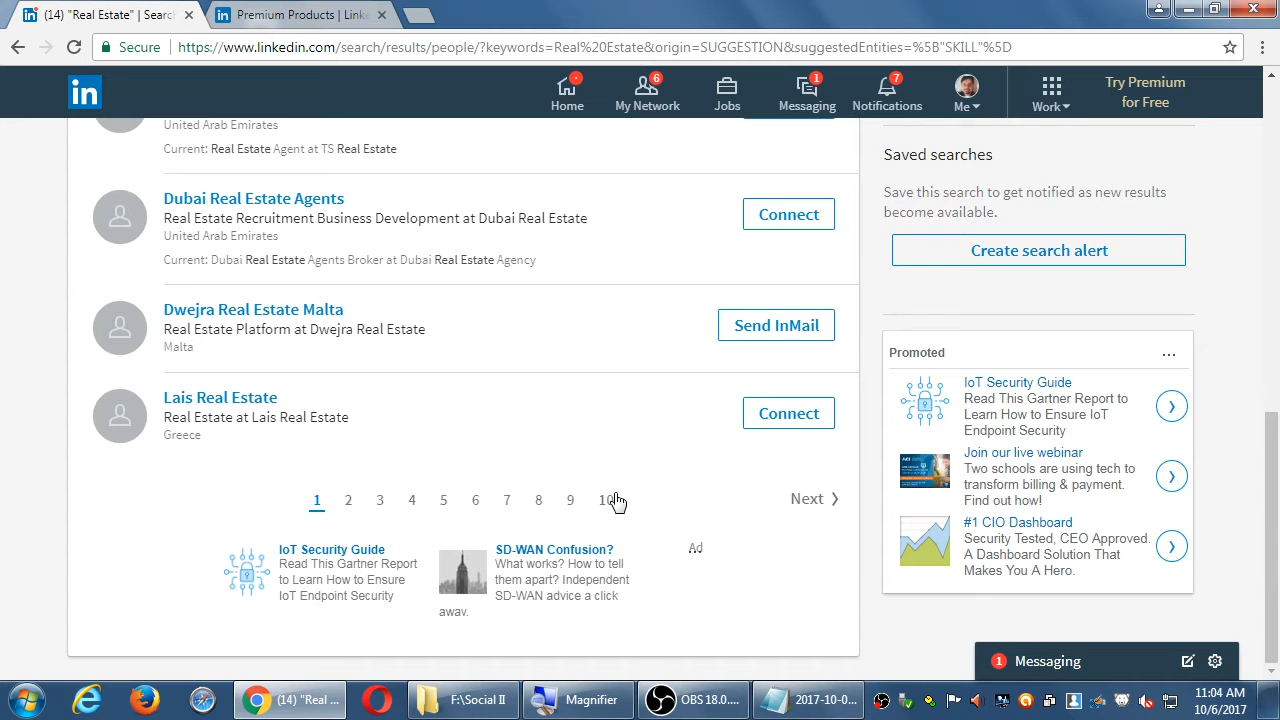 (14) "Real Estate" | Searc
Premium Products | Linke
Secure
https://www.linkedin.com/search/results/people/?keywords=Real%20Estate&origin=SUGGESTION&suggestedEntities=%5B"SKILL"%5D
in
Home
6
My Network
Jobs
1
Messaging
7
Notifications
Me
Work
Try Premium
for Free
United Arab Emirates
Current: Real Estate Agent at TS Real Estate
Dubai Real Estate Agents
Real Estate Recruitment Business Development at Dubai Real Estate
United Arab Emirates
Current: Dubai Real Estate Agents Broker at Dubai Real Estate Agency
Connect
Dwejra Real Estate Malta
Real Estate Platform at Dwejra Real Estate
Malta
Send InMail
Lais Real Estate
Real Estate at Lais Real Estate
Greece
Connect
1 2 3 4 5 6 7 8 9 10
Next
IoT Security Guide
Read This Gartner Report
to Learn How to Ensure
IoT Endpoint Security
SD-WAN Confusion?
What works? How to tell
them apart? Independent
SD-WAN advice a click
away.
Ad
Saved searches
Save this search to get notified as new results
become available.
Create search alert
Promoted
...
IoT Security Guide
Read This Gartner Report to
Learn How to Ensure IoT
Endpoint Security
Join our live webinar
Two schools are using tech to
transform billing & payment.
Find out how!
#1 CIO Dashboard
Security Tested, CEO Approved.
A Dashboard Solution That
Makes You A Hero.
1 Messaging
(14) "Real ...
F:\Social II
Magnifier
OBS 18.0....
2017-10-0...
11:04 AM
10/6/2017